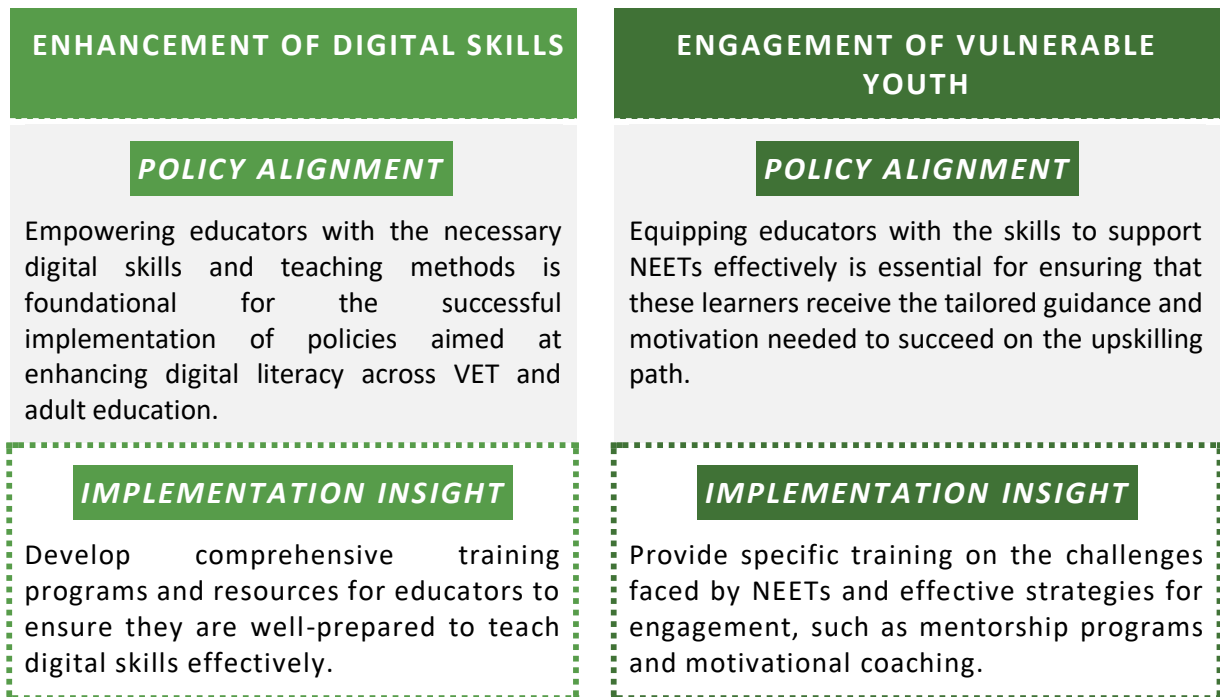 ENHANCEMENT OF DIGITAL SKILLS
POLICY ALIGNMENT
Empowering educators with the necessary
digital skills and teaching methods is
foundational for the successful
implementation of policies aimed at
enhancing digital literacy across VET and
adult education.
IMPLEMENTATION INSIGHT
Develop comprehensive training
programs and resources for educators to
ensure they are well-prepared to teach
digital skills effectively.
ENGAGEMENT OF VULNERABLE
YOUTH
POLICY ALIGNMENT
Equipping educators with the skills to support
NEETs effectively is essential for ensuring that
these learners receive the tailored guidance and
motivation needed to succeed on the upskilling
path.
IMPLEMENTATION INSIGHT
Provide specific training on the challenges
faced by NEETs and effective strategies for
engagement, such as mentorship programs
and motivational coaching.